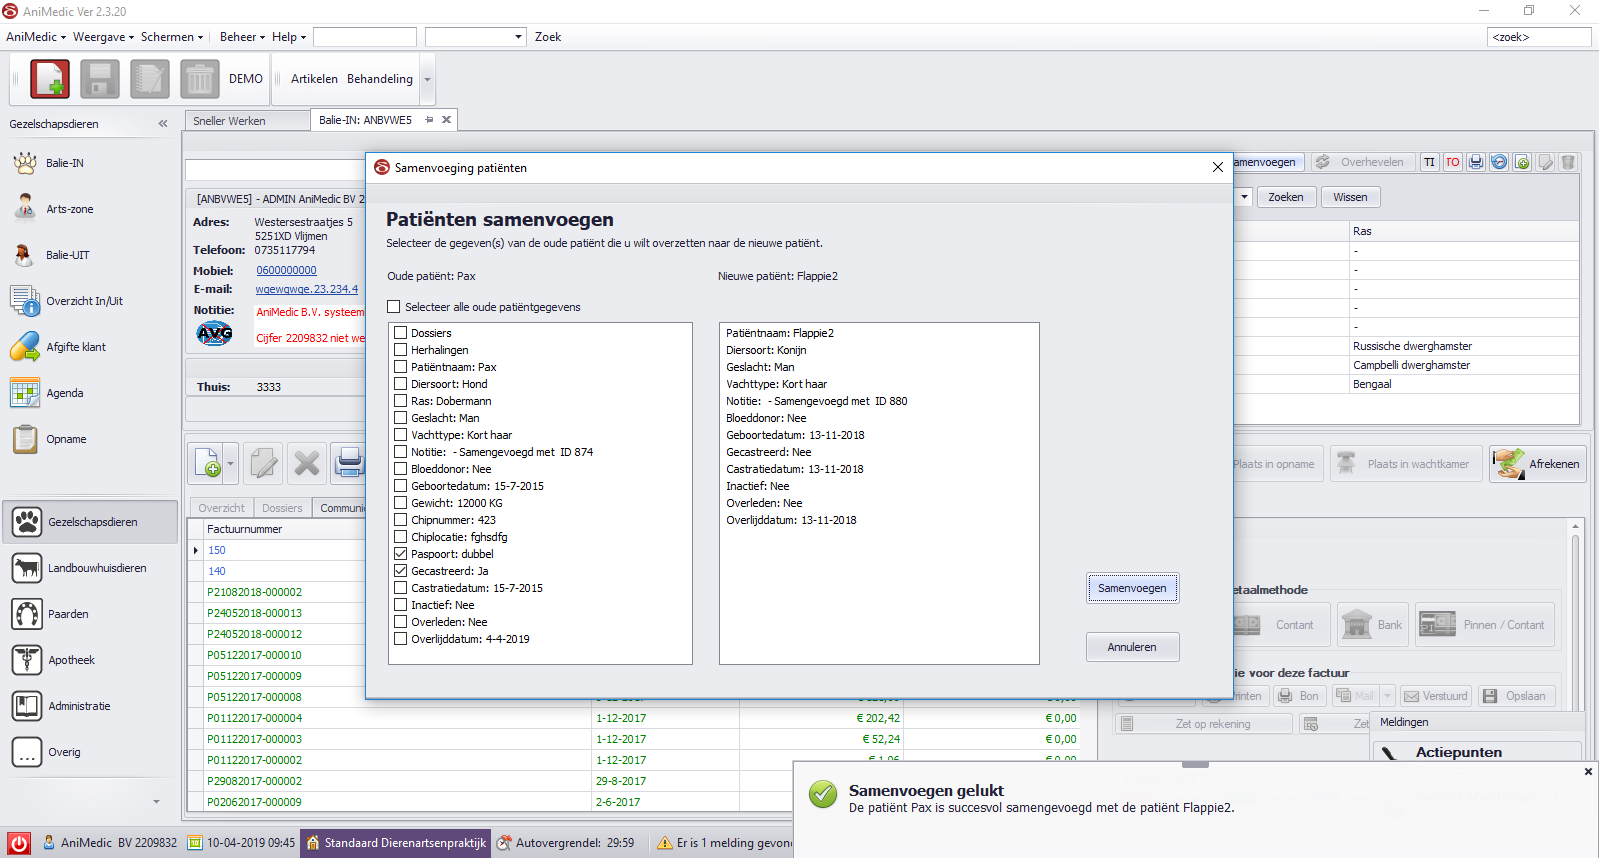 AniMedic Ver 2.3.20
AniMedic Weergave Schermen Beheer Help Zoek <zoek>
DEMO Artikelen Behandeling
Gezelschapsdieren
Sneller Werken Balie-IN: ANBVWE5
Balie-IN
Arts-zone
Balie-UIT
Overzicht In/Uit
Afgifte klant
Agenda
Opname
Gezelschapsdieren
Landbouwhuisdieren
Paarden
Apotheek
Administratie
Overig
amenvoegen Overhevelen TI TO
[ANBVWE5] - ADMIN AniMedic BV 2
Adres: Westersestraatjes 5
5251XD Vlijmen
Telefoon: 0735117794
Mobiel: 0600000000
E-mail: wqewqwge.23.234.4
Notitie: AniMedic B.V. systeem
AVG
Cijfer 2209832 niet we
Thuis: 3333
Zoeken Wissen
Ras
-
-
-
-
-
Russische dwerghamster
Campbelli dwerghamster
Bengaal
Samenvoeging patiënten
Patiënten samenvoegen
Selecteer de gegeven(s) van de oude patiënt die u wilt overzetten naar de nieuwe patiënt.
Oude patiënt: Pax
Selecteer alle oude patiëntgegevens
Dossiers
Herhalingen
Patiëntnaam: Pax
Diersoort: Hond
Ras: Dobermann
Geslacht: Man
Vachttype: Kort haar
Notitie: - Samengevoegd met ID 874
Bloeddonor: Nee
Geboortedatum: 15-7-2015
Gewicht: 12000 KG
Chipnummer: 423
Chiplocatie: fghsdfg
Paspoort: dubbel
Gecastreerd: Ja
Castratiedatum: 15-7-2015
Inactief: Nee
Overleden: Nee
Overlijddatum: 4-4-2019
Nieuwe patiënt: Flappie2
Patiëntnaam: Flappie2
Diersoort: Konijn
Geslacht: Man
Vachttype: Kort haar
Notitie: - Samengevoegd met ID 880
Bloeddonor: Nee
Geboortedatum: 13-11-2018
Gecastreerd: Nee
Castratiedatum: 13-11-2018
Inactief: Nee
Overleden: Nee
Overlijddatum: 13-11-2018
Samenvoegen
Annuleren
Plaats in opname Plaats in wachtkamer Afrekenen
Overzicht Dossiers Communi
Factuurnummer
150
140
P21082018-000002
P24052018-000013
P24052018-000012
P05122017-000010
P05122017-000009
P05122017-000008
P01122017-000004 1-12-2017 € 202,42 € 0,00
P01122017-000003 1-12-2017 € 52,24 € 0,00
P01122017-000002 1-12-2017 € 1,06 € 0,00
P29082017-000002 29-8-2017
P02062017-000009 2-6-2017
etaalmethode
Contant Bank Pinnen / Contant
ie voor deze factuur
rinten Bon Mail Verstuurd Opslaan
Zet op rekening Zet
Meldingen
Actiepunten
Samenvoegen gelukt
De patiënt Pax is succesvol samengevoegd met de patiënt Flappie2.
AniMedic BV 2209832 10-04-2019 09:45 Standaard Dierenartsenpraktijk Autovergrendel: 29:59 Er is 1 melding gevon